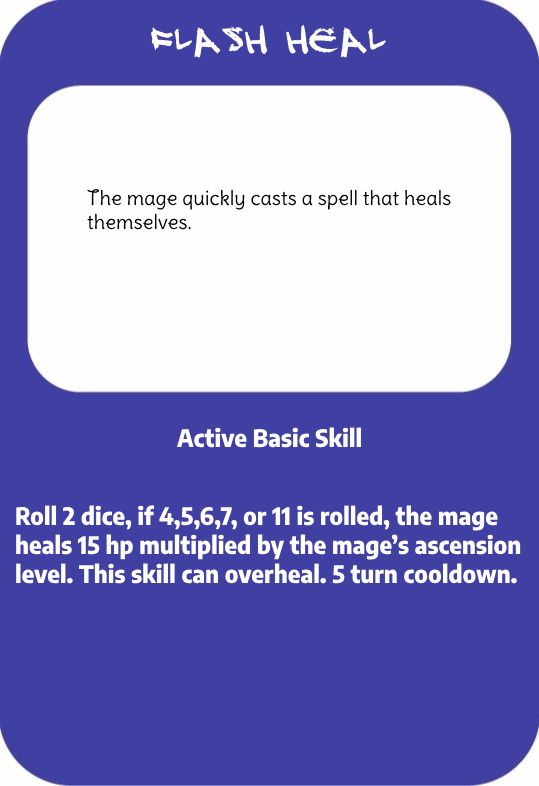 FLASH HEAL
The mage quickly casts a spell that heals
themselves.
Active Basic Skill
Roll 2 dice, if 4,5,6,7, or 11 is rolled, the mage
heals 15 hp multiplied by the mage’s ascension
level. This skill can overheal. 5 turn cooldown.